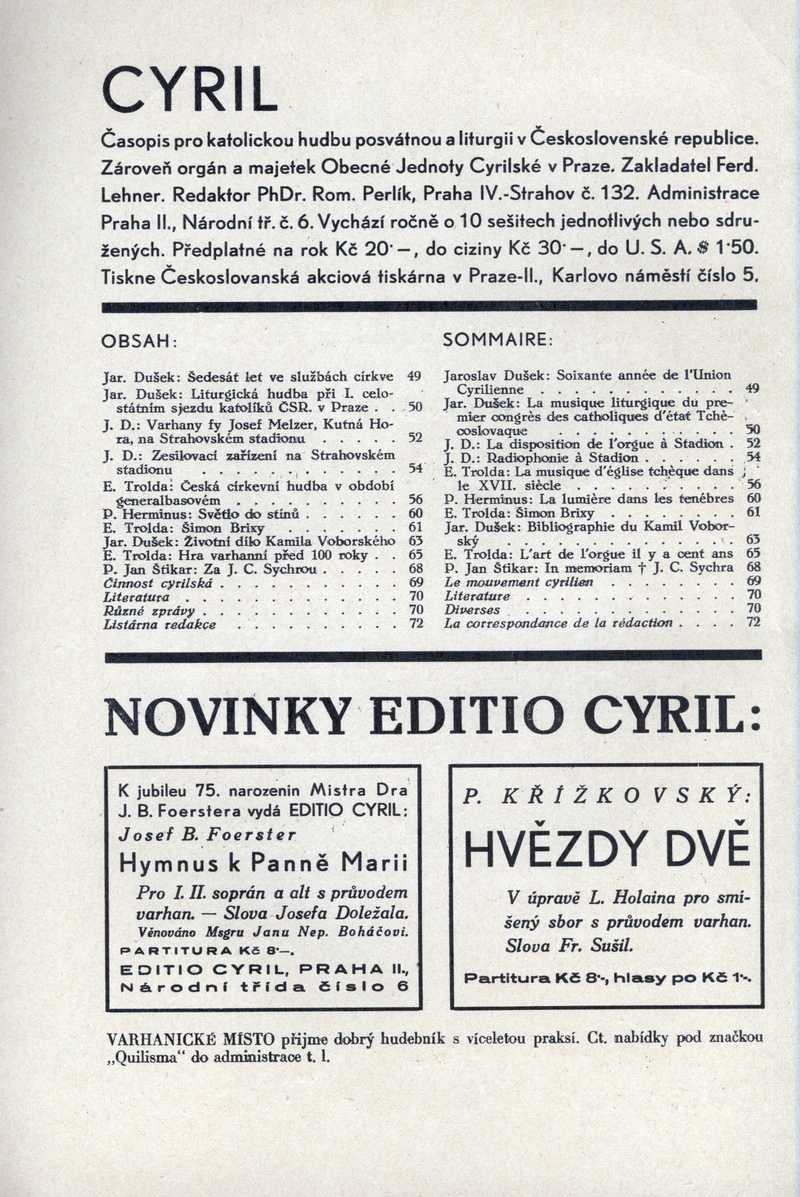 CYRIL
Časopis pro katolickou hudbu posvátnou a liturgii v Československé republice.
Zároveň orgán a majetek Obecné Jednoty Cyrilské v Praze. Zakladatel Ferd.
Lehner. Redaktor PhDr. Rom. Perlík, Praha IV.-Strahov č. 132. Administrace
Praha II., Národní tř. č. 6. Vychází ročně o 10 sešitech jednotlivých nebo sdru-
žených. Předplatné na rok Kč 20·—, do ciziny Kč 30·—, do U. S. A. $ 1·50.
Tiskne Československá akciová tiskárna v Praze-II., Karlovo náměstí číslo 5.
OBSAH:
Jar. Dušek: Šedesát let ve službách církve 49
Jar. Dušek: Liturgická hudba při I. celo-
státním sjezdu katolíků ČSR. v Praze . . 50
J. D.: Varhany fy Josef Melzer, Kutná Ho-
ra, na Strahovském stadionu . . . . . 52
J. D.: Zesilovací zařízení na Strahovském
stadionu . . . . . . . . . . . 54
E. Trolda: Česká církevní hudba v období
generalbasovém . . . . . . . . . 56
P. Herminus: Světlo do stínů . . . . . . 60
E. Trolda: Šimon Brixy . . . . . . . 61
Jar. Dušek: Životní dílo Kamila Voborského 63
E. Trolda: Hra varhanní před 100 roky . . 65
P. Jan Štikar: Za J. C. Sychrou . . . . . 68
Činnost cyrilská . . . . . . . . . . 69
Literatura . . . . . . . . . . . . 70
Různé zprávy . . . . . . . . . . . 70
Listárna redakce . . . . . . . . . . 72
SOMMAIRE:
Jaroslav Dušek: Soixante année de l'Union
Cyrilienne . . . . . . . . . . . 49
Jar. Dušek: La musique liturgique du pre-
mier congrès des catholiques d'état Tchè-
coslovaque . . . . . . . . . . . 50
J. D.: La disposition de l'orgue à Stadion . 52
J. D.: Radiophonie à Stadion . . . . . . 54
E. Trolda: La musique d'église tchèque dans
le XVII. siècle . . . . . . . . . . 56
P. Herminus: La lumière dans les tenébres 60
E. Trolda: Šimon Brixy . . . . . . . 61
Jar. Dušek: Bibliographie du Kamil Vobor-
ský . . . . . . . . . . . . . . 63
E. Trolda: L'art de l'orgue il y a cent ans 65
P. Jan Štikar: In memoriam † J. C. Sychra 68
Le mouvement cyrilien . . . . . . . . 69
Literature . . . . . . . . . . . . 70
Diverses . . . . . . . . . . . . . 70
La correspondance de la rédaction . . . . 72
NOVINKY EDITIO CYRIL:
K jubileu 75. narozenin Mistra Dra
J. B. Foerstera vydá EDITIO CYRIL:
Josef B. Foerster
Hymnus k Panně Marii
Pro I. II. soprán a alt s průvodem
varhan. — Slova Josefa Doležala.
Věnováno Msgru Janu Nep. Boháčovi.
PARTITURA Kč 8·—.
EDITIO CYRIL, PRAHA II.,
Národní třída číslo 6
P. KŘÍŽKOVSKÝ:
HVĚZDY DVĚ
V úpravě L. Holaina pro smí-
šený sbor s průvodem varhan.
Slova Fr. Sušil.
Partitura Kč 8·-, hlasy po Kč 1·-.
VARHANICKÉ MÍSTO přijme dobrý hudebník s víceletou praksí. Ct. nabídky pod značkou
„Quilisma“ do administrace t. l.